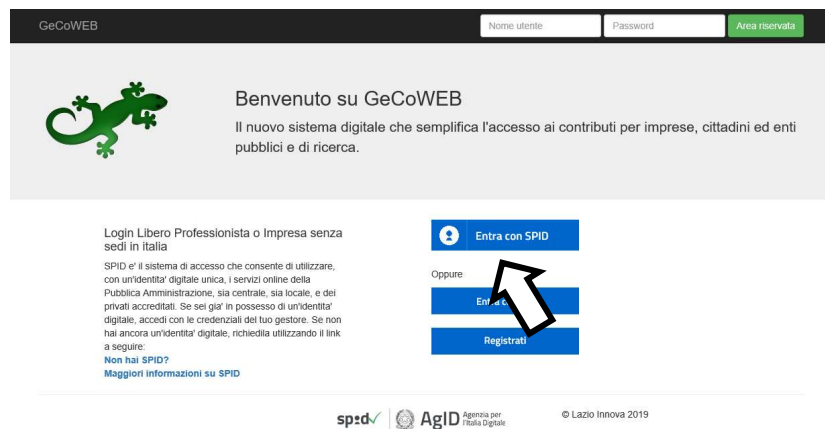 GeCoWEB
Nome utente
Password
Area riservata
Benvenuto su GeCoWEB
Il nuovo sistema digitale che semplifica l'accesso ai contributi per imprese, cittadini ed enti
pubblici e di ricerca.
Login Libero Professionista o Impresa senza
sedi in italia
SPID e' il sistema di accesso che consente di utilizzare,
con un'identita' digitale unica, i servizi online della
Pubblica Amministrazione, sia centrale, sia locale, e dei
privati accreditati. Se sei gia' in possesso di un'identita'
digitale, accedi con le credenziali del tuo gestore. Se non
hai ancora un'identita' digitale, richiedila utilizzando il link
a seguire:
Non hai SPID?
Maggiori informazioni su SPID
Entra con SPID
Oppure
Registrati
spid
AgID Agenzia per
l'Italia Digitale
© Lazio Innova 2019